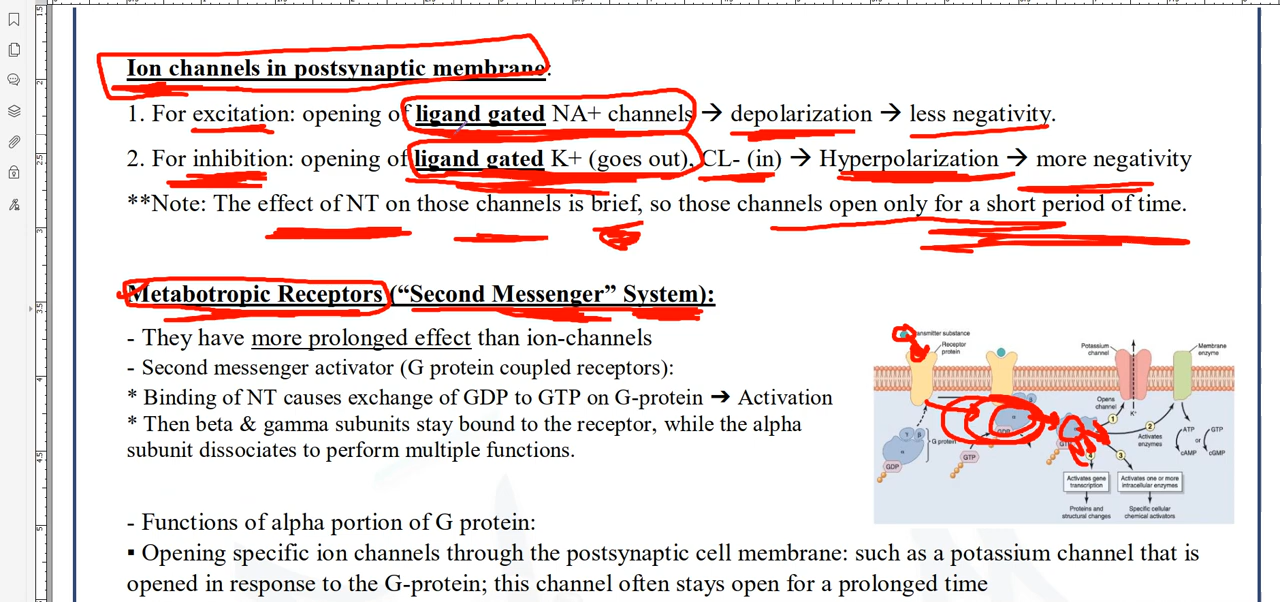 Ion channels in postsynaptic membrane:
1. For excitation: opening of ligand gated NA+ channels → depolarization → less negativity.
2. For inhibition: opening of ligand gated K+ (goes out), CL- (in) → Hyperpolarization → more negativity
**Note: The effect of NT on those channels is brief, so those channels open only for a short period of time.
Metabotropic Receptors (“Second Messenger” System):
- They have more prolonged effect than ion-channels
- Second messenger activator (G protein coupled receptors):
* Binding of NT causes exchange of GDP to GTP on G-protein ➔ Activation
* Then beta & gamma subunits stay bound to the receptor, while the alpha
subunit dissociates to perform multiple functions.
Transmitter substance
Receptor
protein
Potassium
channel
Membrane
enzyme
Opens
channel
K+
1
2
Activates
enzymes
ATP
or
GTP
cAMP
cGMP
γ
β
α
G protein
GDP
GTP
3
4
Activates gene
transcription
Activates one or more
intracellular enzymes
Proteins and
structural changes
Specific cellular
chemical activators
- Functions of alpha portion of G protein:
▪ Opening specific ion channels through the postsynaptic cell membrane: such as a potassium channel that is
opened in response to the G-protein; this channel often stays open for a prolonged time